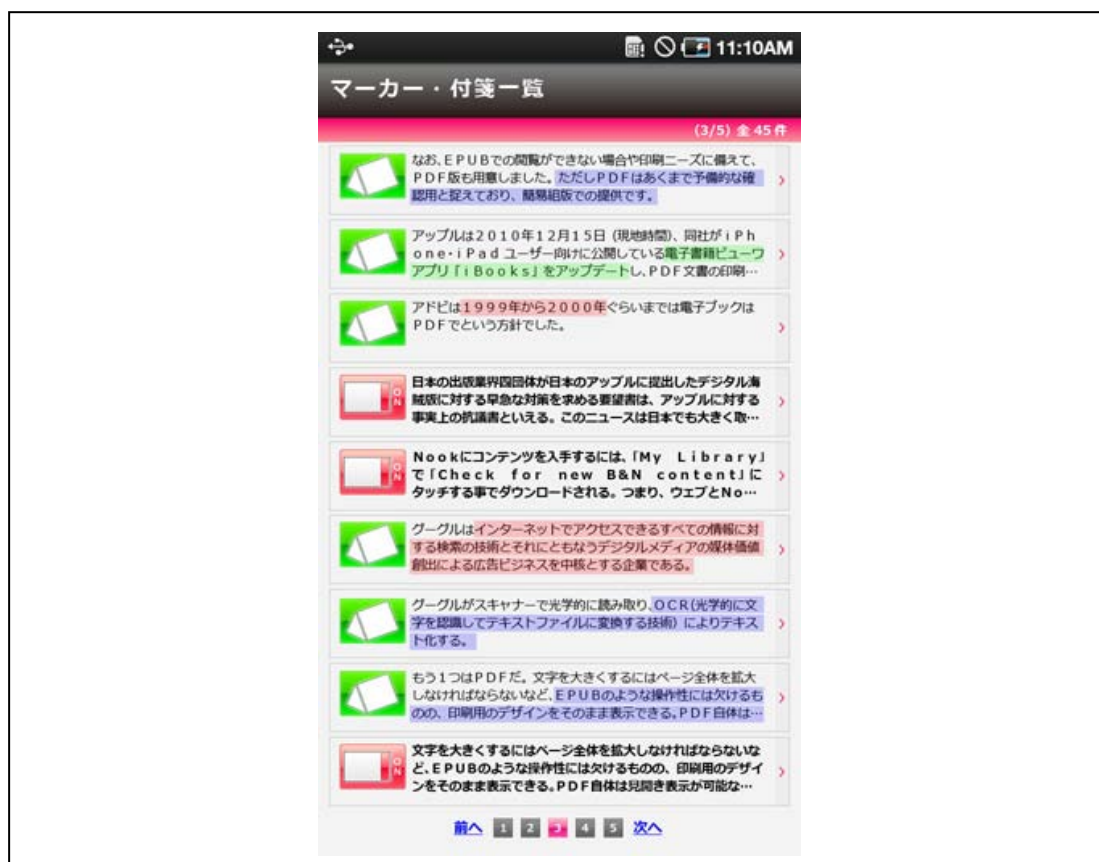 11:10AM
マーカー・付箋一覧
(3/5) 全45件
なお、EPUBでの閲覧ができない場合や印刷ニーズに備えて、
PDF版も用意しました。ただしPDFはあくまで予備的な確
認用と捉えており、簡易組版での提供です。
アップルは2010年12月15日（現地時間）、同社がiPh
one・iPadユーザー向けに公開している電子書籍ビューワ
アプリ「iBooks」をアップデートし、PDF文書の印刷…
アドビは1999年から2000年ぐらいまでは電子ブックは
PDFでという方針でした。
日本の出版業界四団体が日本のアップルに提出したデジタル海
賊版に対する早急な対策を求める要望書は、アップルに対する
事実上の抗議書といえる。このニュースは日本でも大きく取…
ON
Nookにコンテンツを入手するには、「My Library」
で「Check for new B&N content」に
タッチする事でダウンロードされる。つまり、ウェブとNo…
ON
グーグルはインターネットでアクセスできるすべての情報に対
する検索の技術とそれにともなうデジタルメディアの媒体価値
創出による広告ビジネスを中核とする企業である。
グーグルがスキャナーで光学的に読み取り、OCR(光学的に文
字を認識してテキストファイルに変換する技術）によりテキス
ト化する。
もう1つはPDFだ。文字を大きくするにはページ全体を拡大
しなければならないなど、EPUBのような操作性には欠けるも
のの、印刷用のデザインをそのまま表示できる。PDF自体は…
文字を大きくするにはページ全体を拡大しなければならないな
ど、EPUBのような操作性には欠けるものの、印刷用のデザイ
ンをそのまま表示できる。PDF自体は見開き表示が可能な…
ON
前へ 1 2 3 4 5 次へ